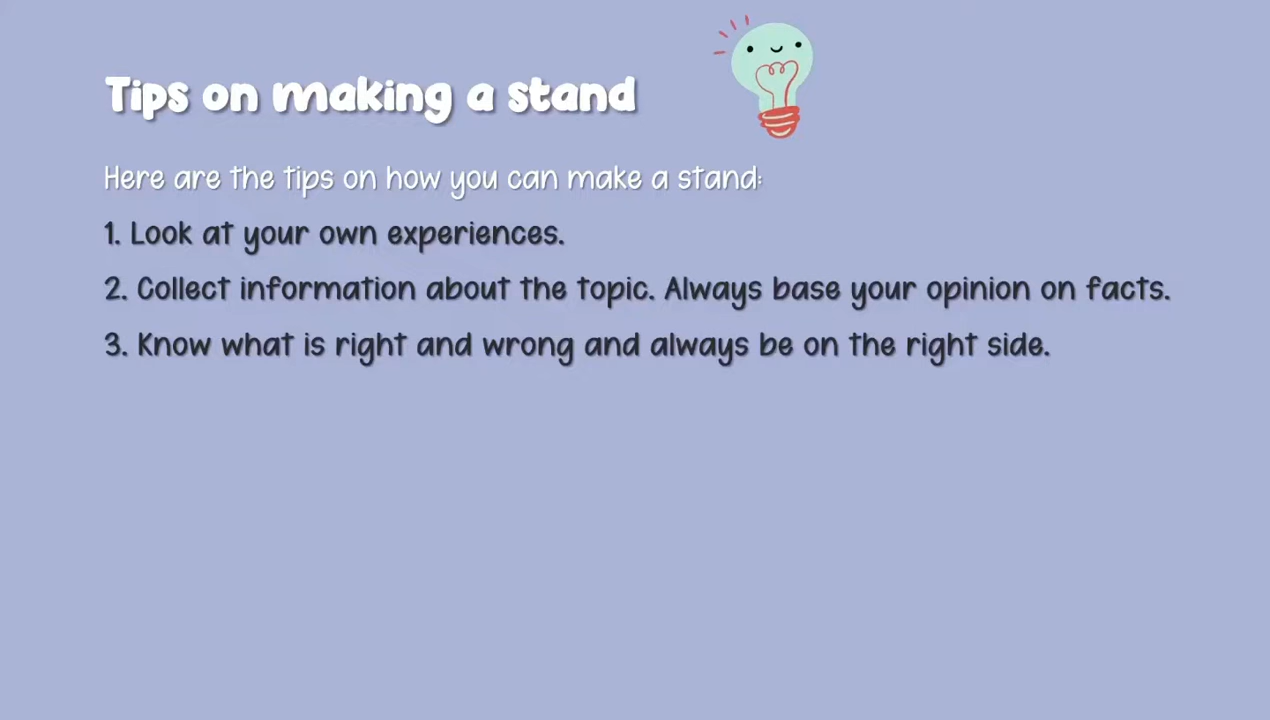 Tips on making a stand
Here are the tips on how you can make a stand:
1. Look at your own experiences.
2. Collect information about the topic. Always base your opinion on facts.
3. Know what is right and wrong and always be on the right side.